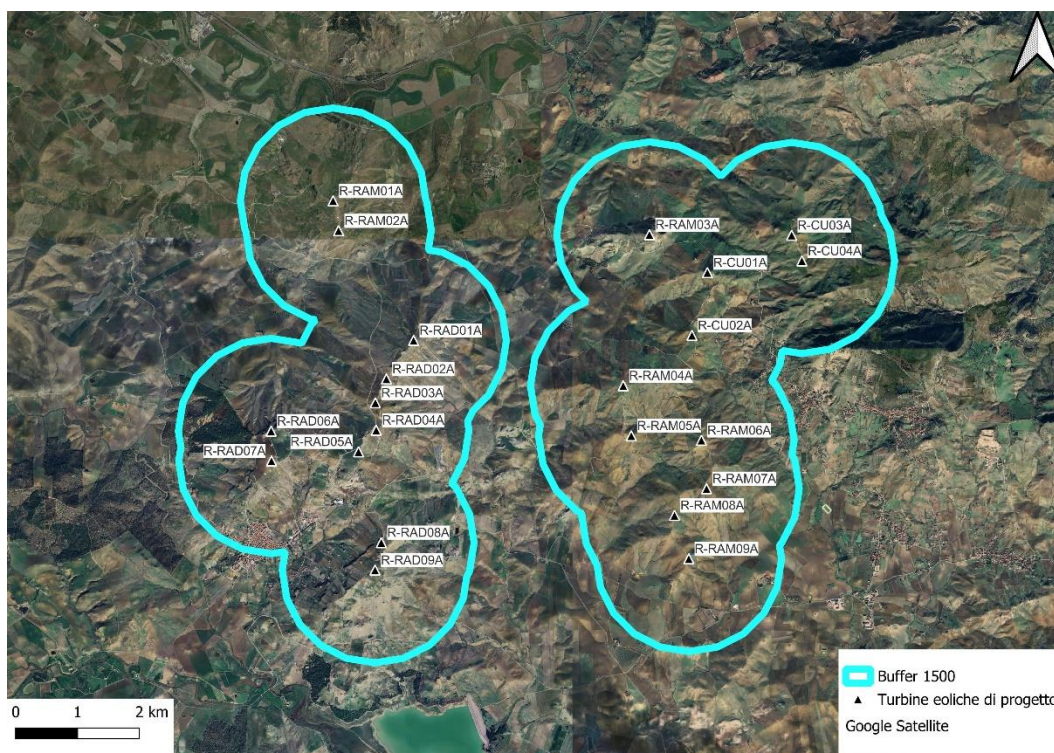 R-RAM01A
R-RAM02A
R-RAM03A
R-CU03A
R-CU04A
R-CU01A
R-CU02A
R-RAD01A
R-RAD02A
R-RAD03A
R-RAD04A
R-RAM04A
R-RAD06A
R-RAD05A
R-RAM05A
R-RAM06A
R-RAD07A
R-RAM07A
R-RAM08A
R-RAD08A
R-RAD09A
R-RAM09A
Buffer 1500
Turbine eoliche di progetto
Google Satellite
0 1 2 km